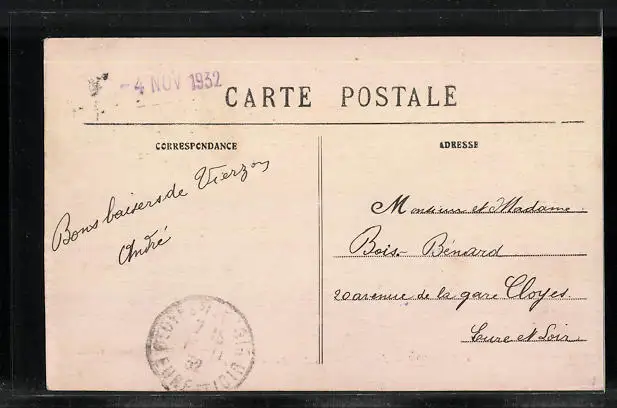 -4 NOV 1932
CARTE POSTALE
CORRESPONDANCE
ADRESSE
Bons baisers de Vierzon
André
Monsieur et Madame
Bois-Bénard
20 avenue de la gare Cloyes
Eure et Loir